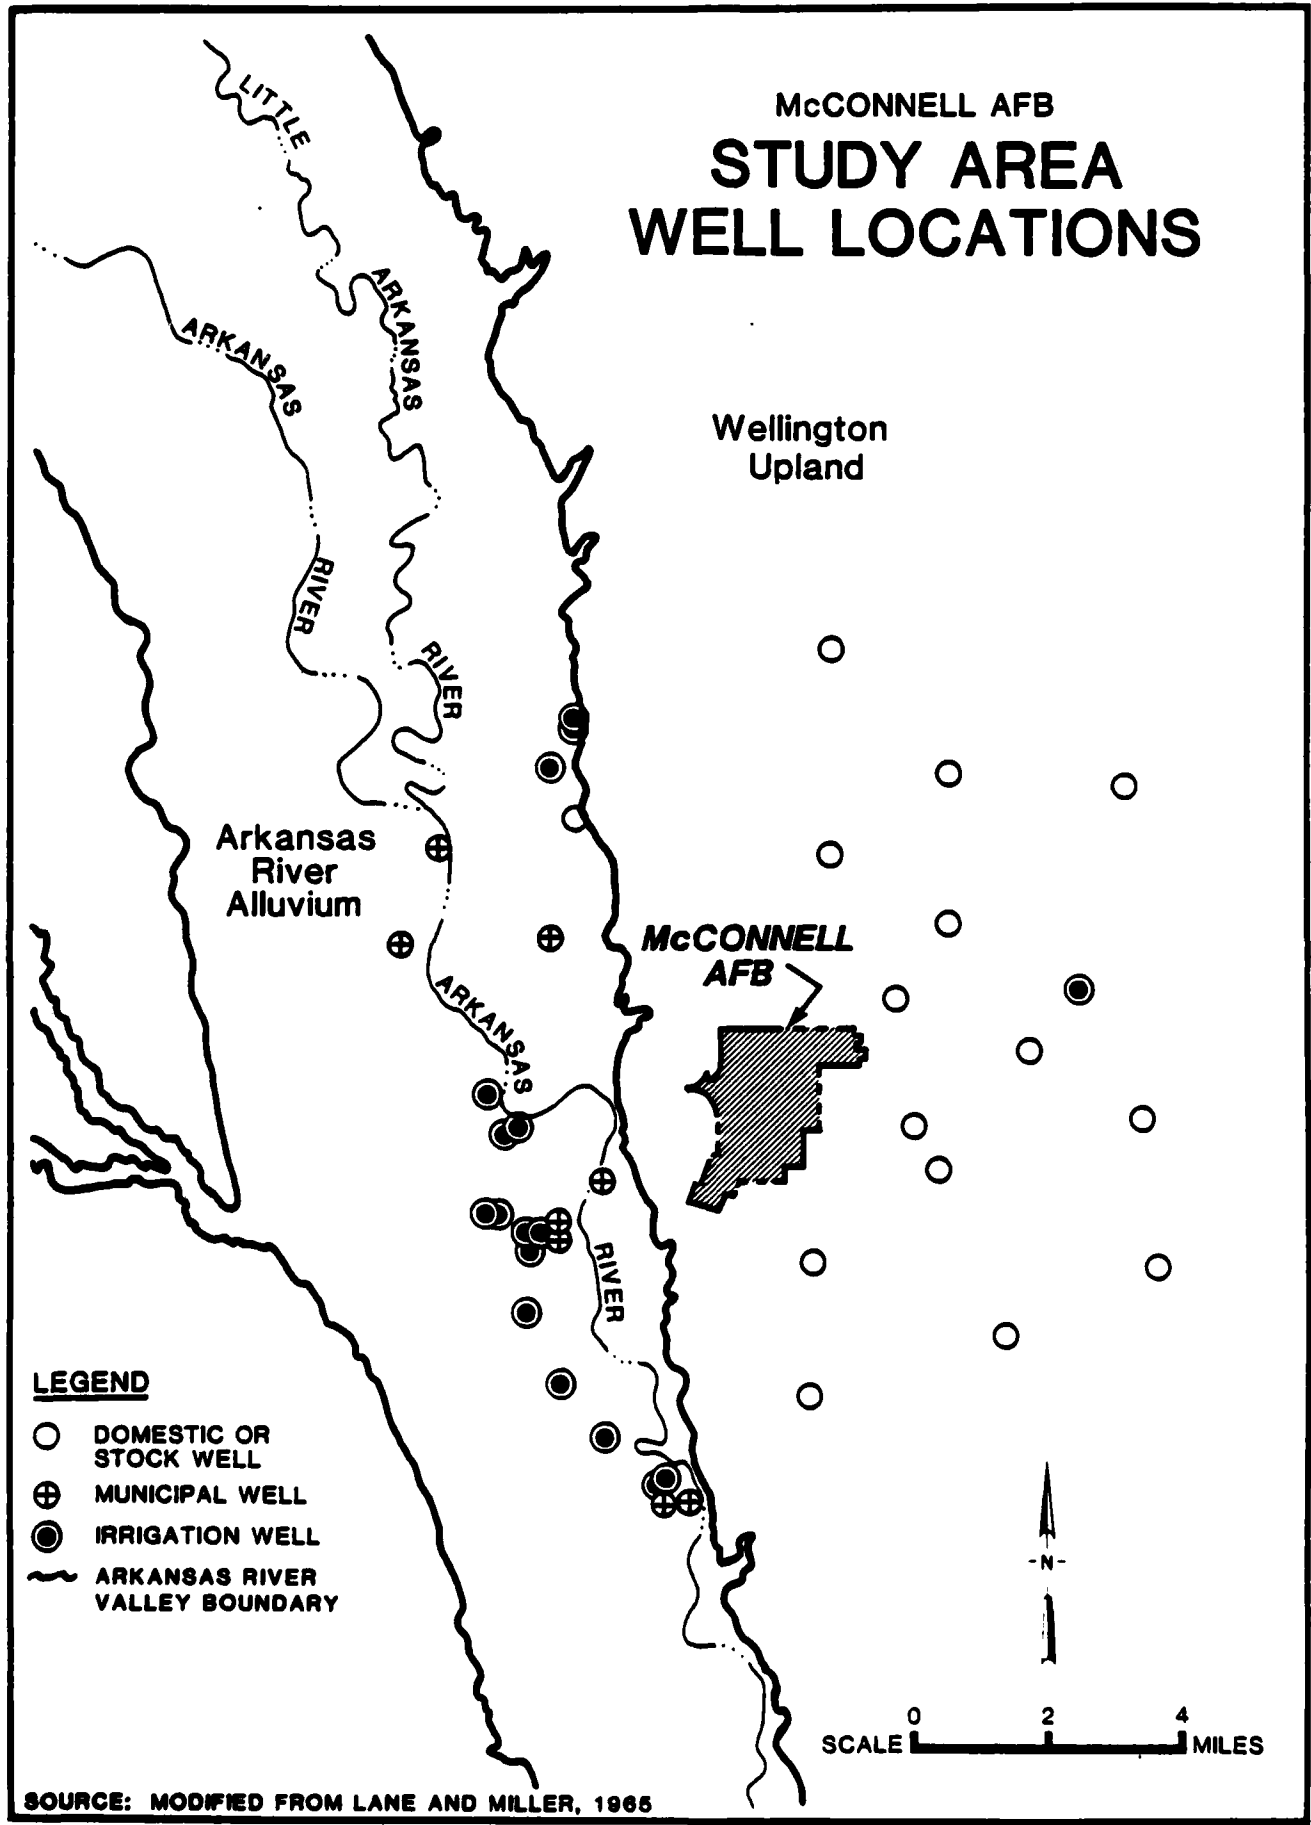 McCONNELL AFB
STUDY AREA
WELL LOCATIONS
LITTLE
ARKANSAS
RIVER
ARKANSAS
RIVER
Wellington
Upland
Arkansas
River
Alluvium
McCONNELL
AFB
ARKANSAS
RIVER
LEGEND
DOMESTIC OR
STOCK WELL
MUNICIPAL WELL
IRRIGATION WELL
ARKANSAS RIVER
VALLEY BOUNDARY
-N-
0 2 4
SCALE MILES
SOURCE: MODIFIED FROM LANE AND MILLER, 1965